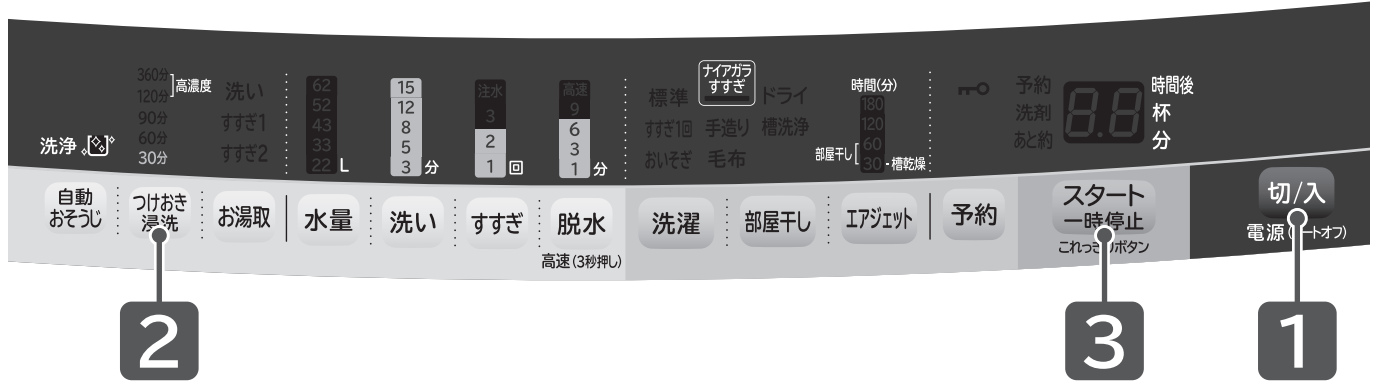 360分
120分
高濃度
90分
60分
30分
洗浄
洗い
すすぎ1
すすぎ2
62
52
43
33
22 L
15
12
8
5
3 分
注水
3
2
1 回
高速
9
6
3
1 分
標準
ナイアガラ
すすぎ
ドライ
すすぎ1回 手造り 槽洗浄
おいそぎ 毛布
時間(分)
180
120
60
30
部屋干し
槽乾燥
予約
洗剤
あと約
8.8
時間後
杯
分
自動
おそうじ
つけおき
浸洗
お湯取
水量
洗い
すすぎ
脱水
高速(3秒押し)
洗濯
部屋干し
エアジェット
予約
スタート
一時停止
ボタン
切/入
電源
2
3
1